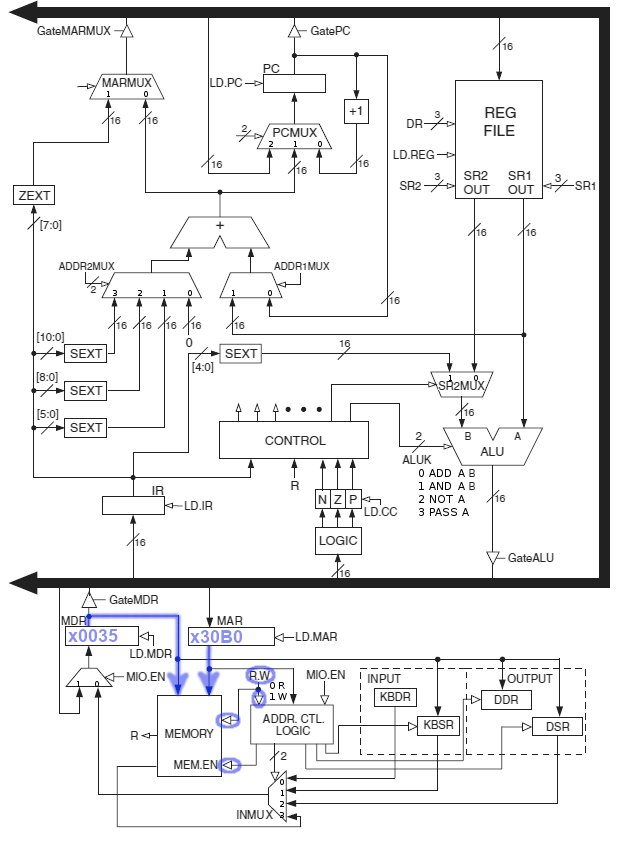 GateMARMUX
GatePC
16
MARMUX
1 0
16
16
PC
LD.PC
+1
2
PCMUX
2 1 0
16
16
16
REG
FILE
DR
3
LD.REG
SR2
3
SR2
OUT
SR1
OUT
3
SR1
16
16
ZEXT
[7:0]
+
ADDR2MUX
2
3 2 1 0
ADDR1MUX
1 0
16
16
16
16
0
16
16
[10:0]
SEXT
[8:0]
SEXT
[5:0]
SEXT
[4:0]
SEXT
16
1 0
SR2MUX
16
CONTROL
R
N Z P
LD.CC
LOGIC
16
IR
LD.IR
16
B A
ALU
2
ALUK
0 ADD A B
1 AND A B
2 NOT A
3 PASS A
16
GateALU
GateMDR
MDR
x0035
LD.MDR
MAR
x30B0
LD.MAR
MIO.EN
1 0
R.W
0 R
1 W
MIO.EN
R
MEMORY
MEM.EN
ADDR. CTL.
LOGIC
2
INPUT
KBDR
KBSR
OUTPUT
DDR
DSR
INMUX
0
1
2
3